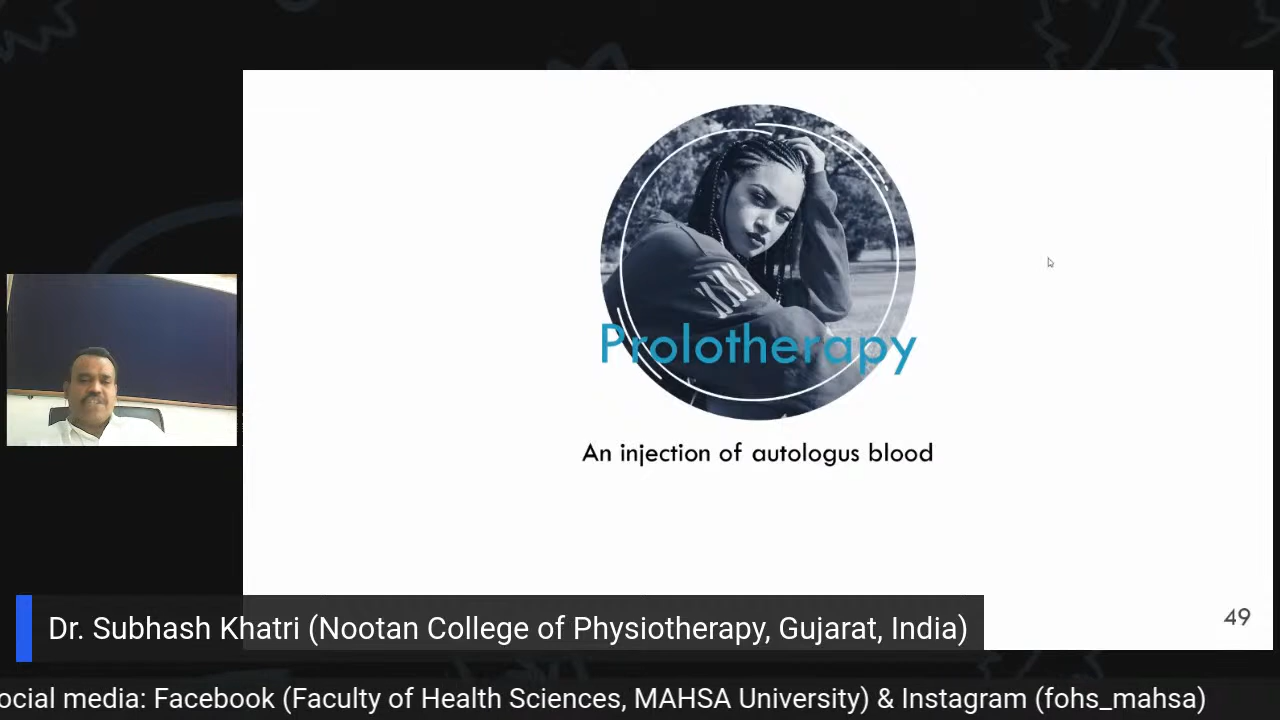 XXX
Prolotherapy
An injection of autologus blood
49
Dr. Subhash Khatri (Nootan College of Physiotherapy, Gujarat, India)
ocial media: Facebook (Faculty of Health Sciences, MAHSA University) & Instagram (fohs_mahsa)